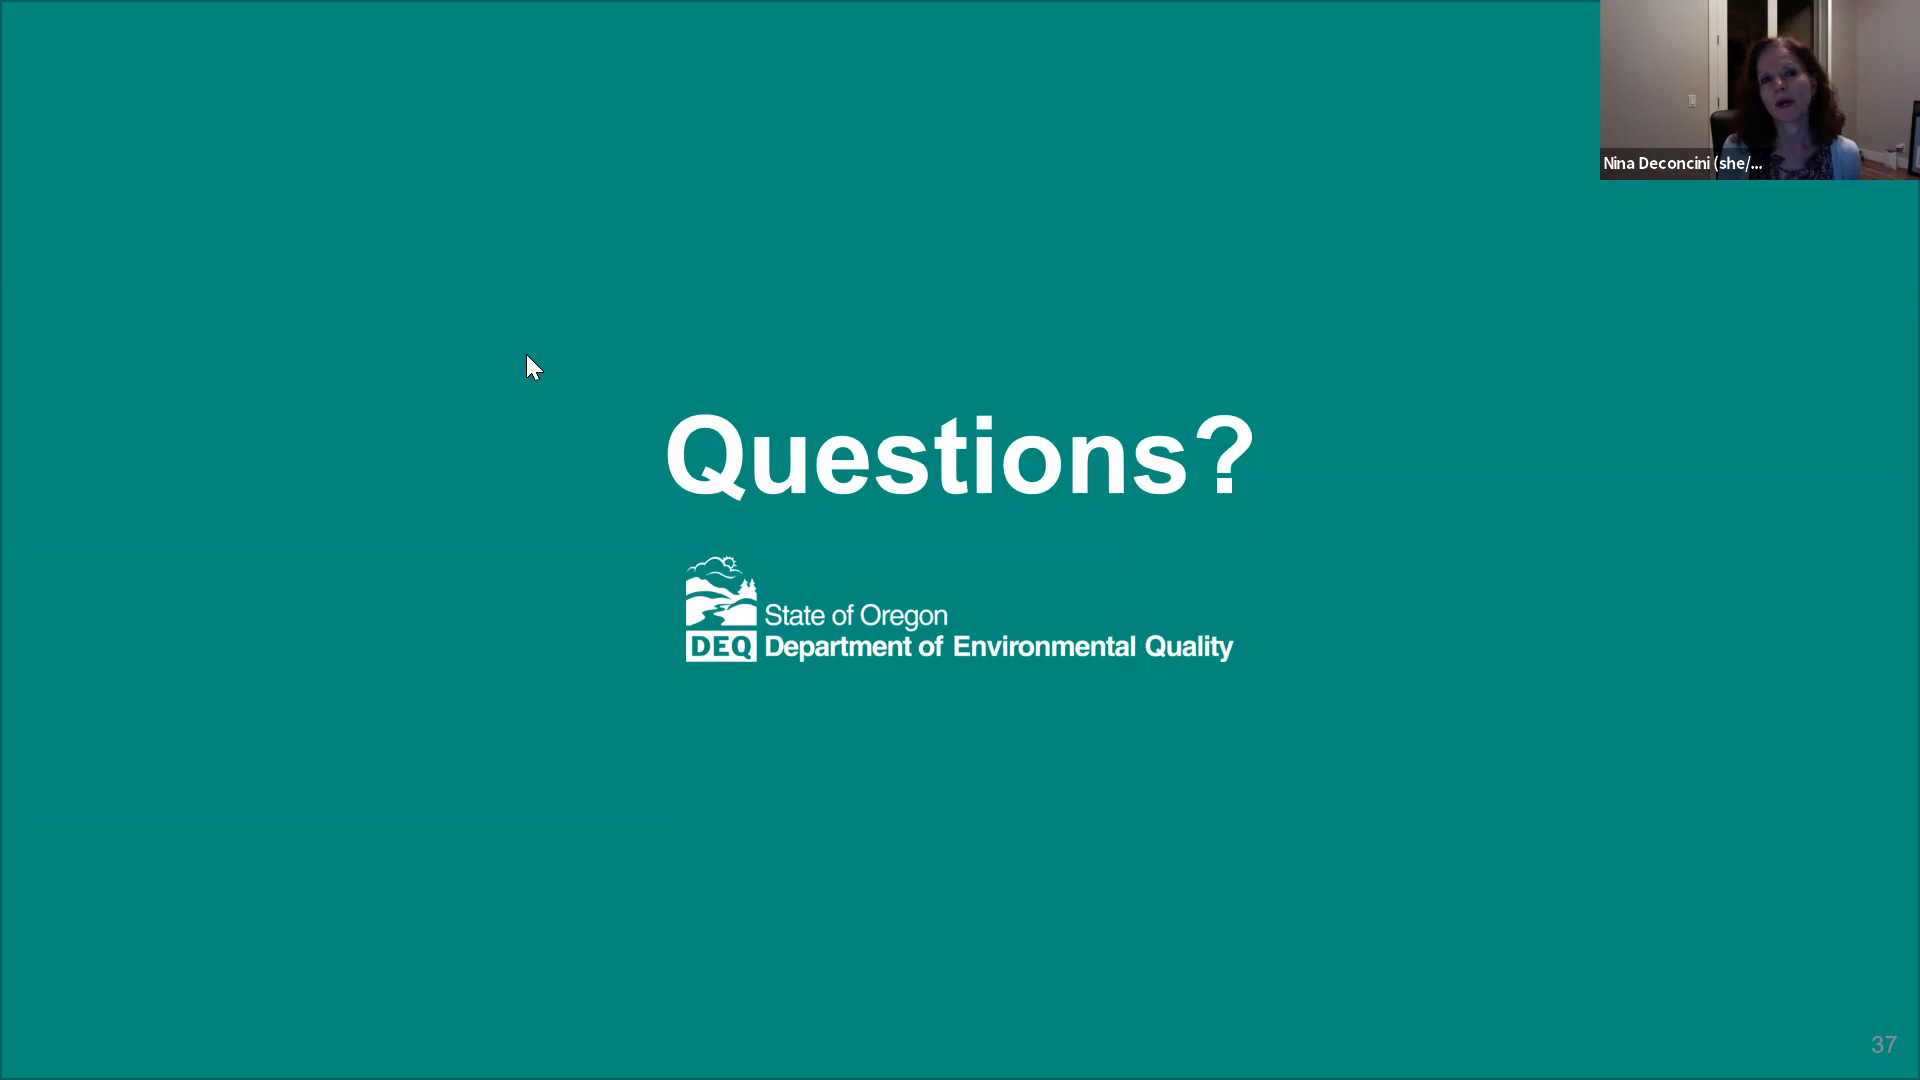 Nina Deconcini (she/...
Questions?
State of Oregon
DEQ Department of Environmental Quality
37